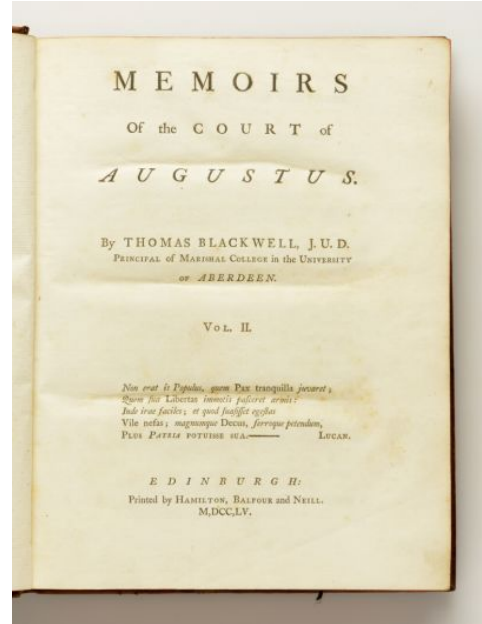 MEMOIRS
Of the COURT of
AUGUSTUS.
By THOMAS BLACKWELL, J. U. D.
PRINCIPAL of MARISHAL COLLEGE in the UNIVERSITY
OF ABERDEEN.
VOL. II.
Non erat is Populus, quem PAX tranquilla juvaret;
Quem sua Libertas immotis pasceret armis:
Inde irae faciles; et quod suasisset egestas
Vile nefas; magnumque Decus, ferroque petendum,
PLUS PATRIA POTUISSE SUA.——— LUCAN.
EDINBURGH:
Printed by HAMILTON, BALFOUR and NEILL.
M,DCC,LV.